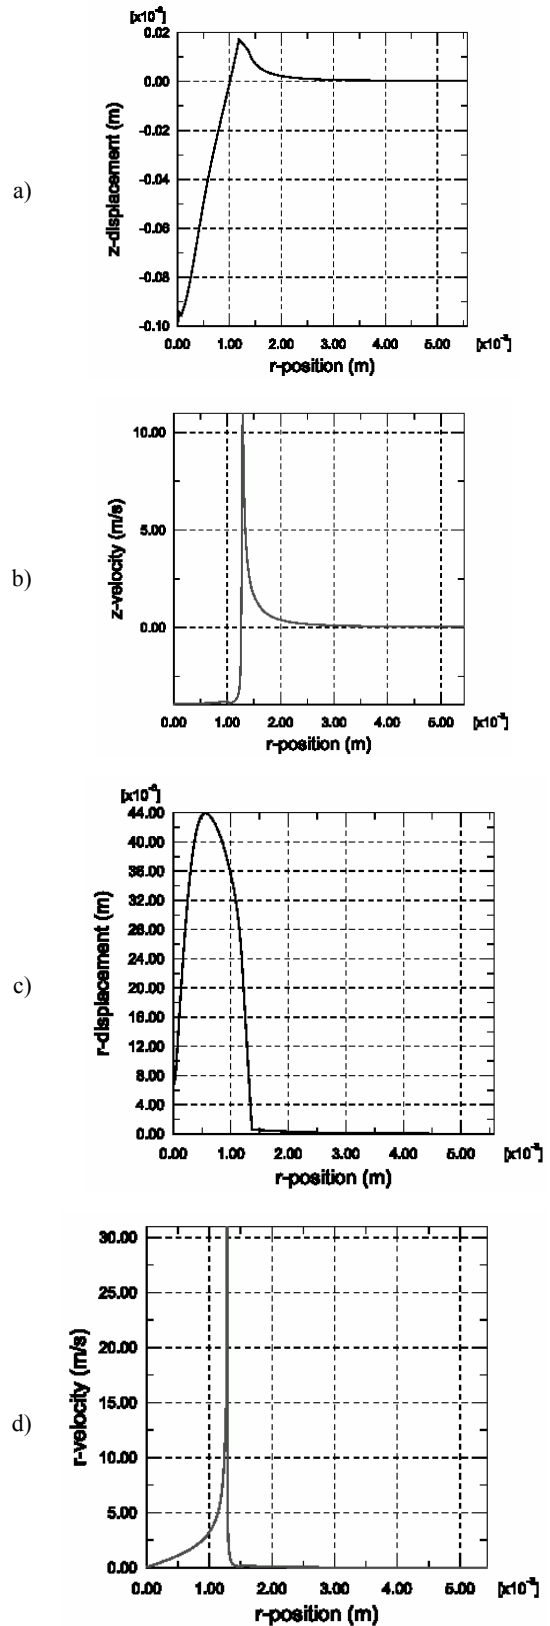 a)
[x10⁻³]
z-displacement (m)
0.02
0.00
-0.02
-0.04
-0.06
-0.08
-0.10
0.00 1.00 2.00 3.00 4.00 5.00
r-position (m)
b)
z-velocity (m/s)
10.00
5.00
0.00
0.00 1.00 2.00 3.00 4.00 5.00
r-position (m)
c)
r-displacement (m)
44.00
40.00
36.00
32.00
28.00
24.00
20.00
16.00
12.00
8.00
4.00
0.00
0.00 1.00 2.00 3.00 4.00 5.00
r-position (m)
d)
r-velocity (m/s)
30.00
25.00
20.00
15.00
10.00
5.00
0.00
0.00 1.00 2.00 3.00 4.00 5.00
r-position (m)